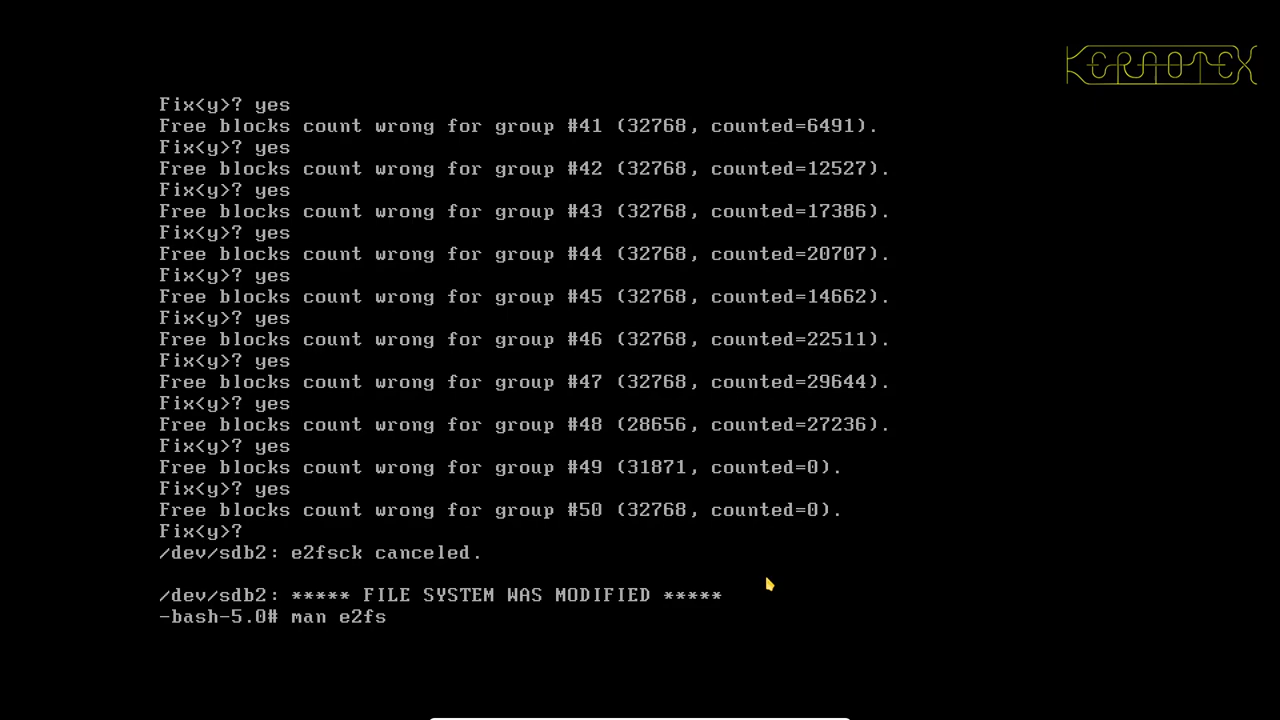 KERNOTEX
Fix<y>? yes
Free blocks count wrong for group #41 (32768, counted=6491).
Fix<y>? yes
Free blocks count wrong for group #42 (32768, counted=12527).
Fix<y>? yes
Free blocks count wrong for group #43 (32768, counted=17386).
Fix<y>? yes
Free blocks count wrong for group #44 (32768, counted=20707).
Fix<y>? yes
Free blocks count wrong for group #45 (32768, counted=14662).
Fix<y>? yes
Free blocks count wrong for group #46 (32768, counted=22511).
Fix<y>? yes
Free blocks count wrong for group #47 (32768, counted=29644).
Fix<y>? yes
Free blocks count wrong for group #48 (28656, counted=27236).
Fix<y>? yes
Free blocks count wrong for group #49 (31871, counted=0).
Fix<y>? yes
Free blocks count wrong for group #50 (32768, counted=0).
Fix<y>?
/dev/sdb2: e2fsck canceled.
/dev/sdb2: ***** FILE SYSTEM WAS MODIFIED *****
-bash-5.0# man e2fs